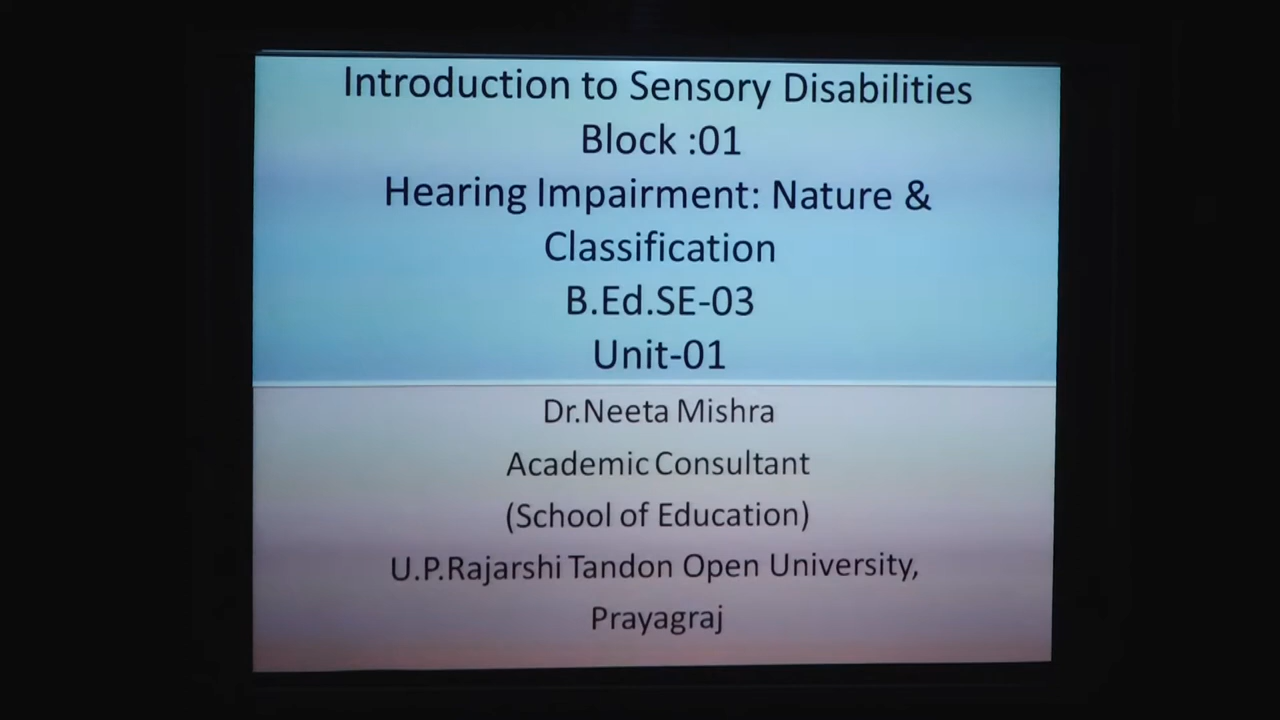 Introduction to Sensory Disabilities
Block :01
Hearing Impairment: Nature &
Classification
B.Ed.SE-03
Unit-01
Dr.Neeta Mishra
Academic Consultant
(School of Education)
U.P.Rajarshi Tandon Open University,
Prayagraj